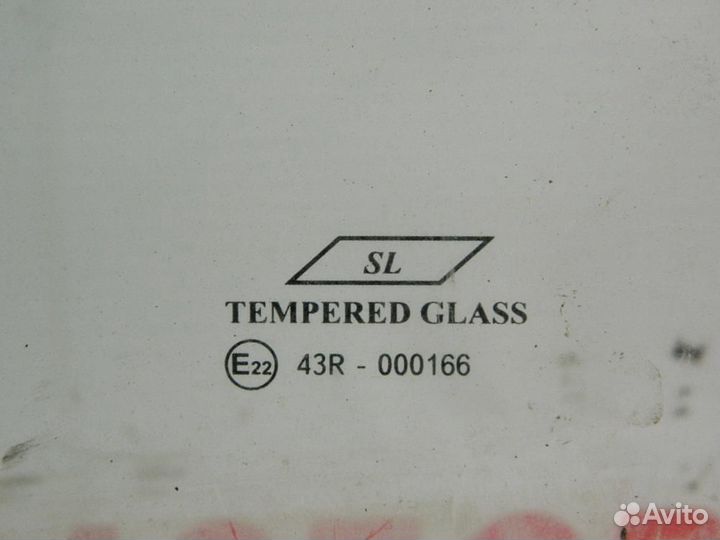 SL
TEMPERED GLASS
E22 43R - 000166
Avito